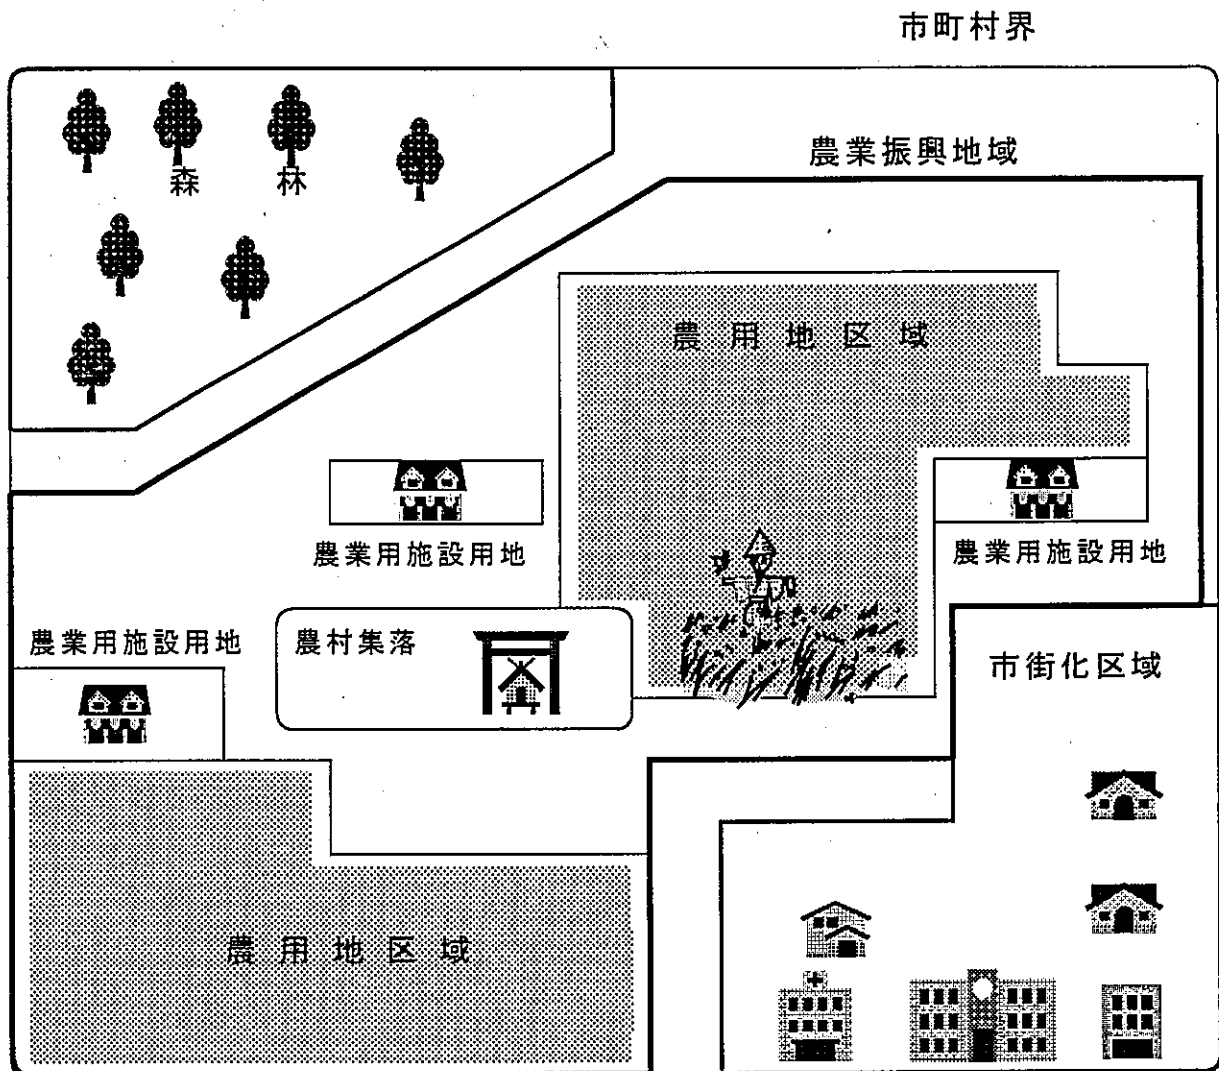 市町村界
農業振興地域
森林
農用地区域
農業用施設用地
農業用施設用地
農業用施設用地
農村集落
市街化区域
農用地区域